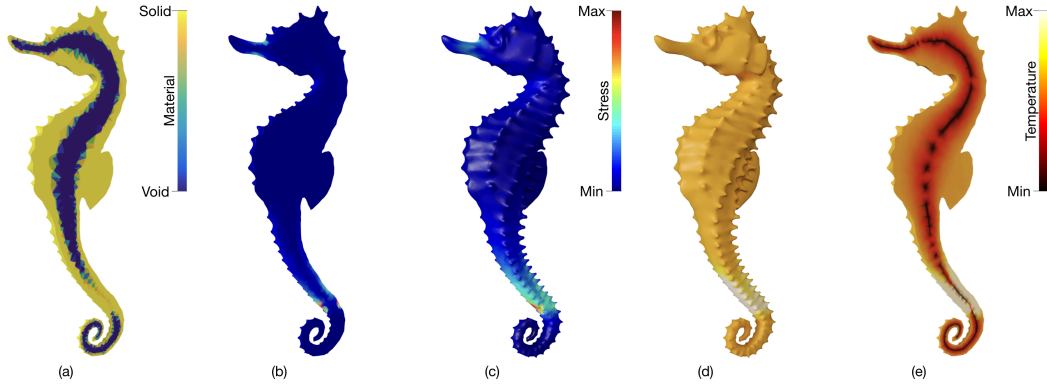 Solid
Material
Void
Max
Stress
Min
Max
Temperature
Min
(a)
(b)
(c)
(d)
(e)